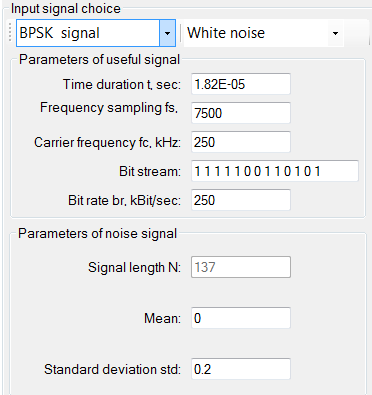 Input signal choice
BPSK signal White noise
Parameters of useful signal
Time duration t, sec: 1.82E-05
Frequency sampling fs, 7500
Carrier frequency fc, kHz: 250
Bit stream: 1 1 1 1 1 0 0 1 1 0 1 0 1
Bit rate br, kBit/sec: 250
Parameters of noise signal
Signal length N: 137
Mean: 0
Standard deviation std: 0.2